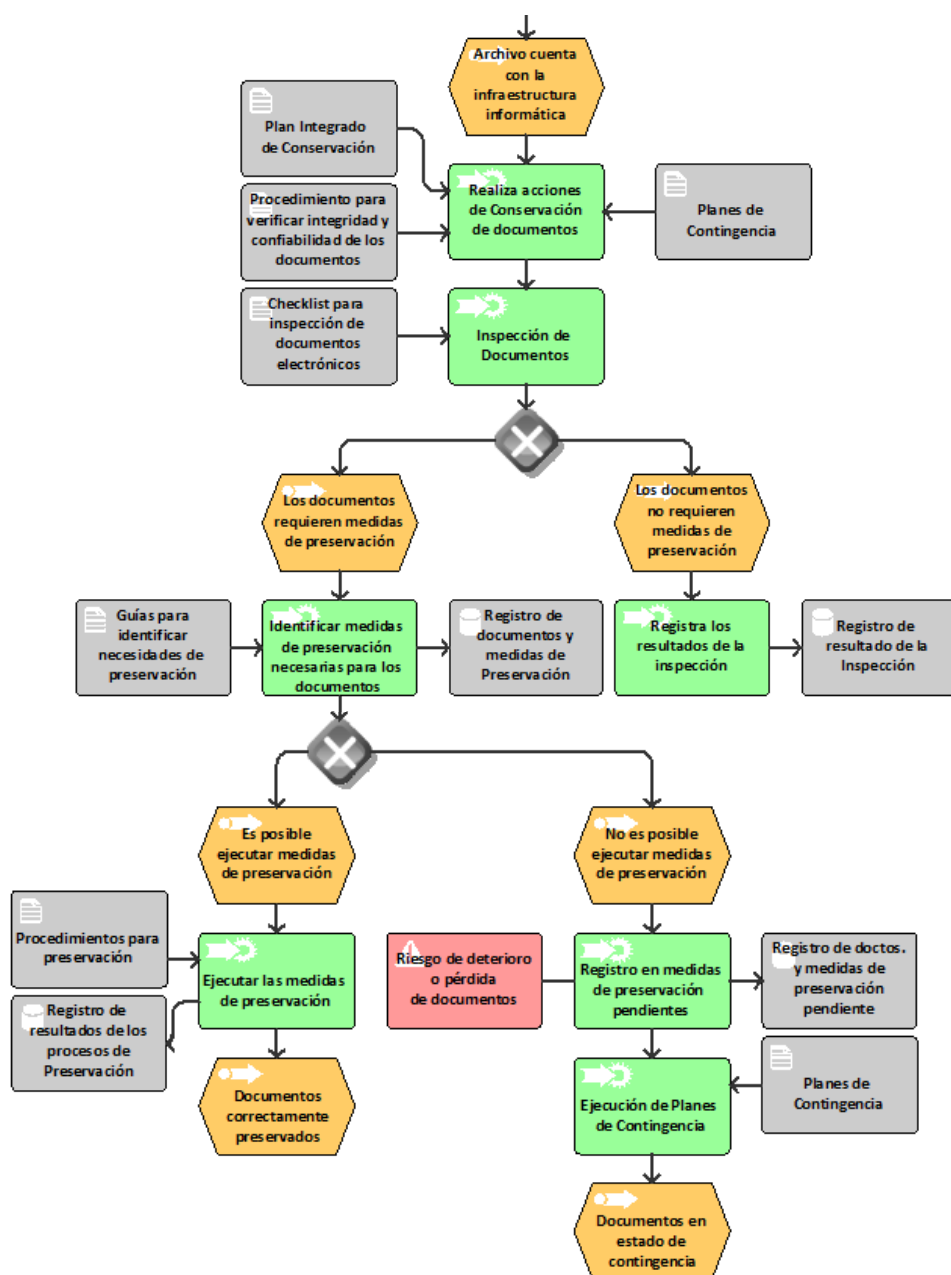 Archivo cuenta
con la
infraestructura
informática
Plan Integrado
de Conservación
Procedimiento para
verificar integridad y
confiabilidad de los
documentos
Realiza acciones
de Conservación
de documentos
Planes de
Contingencia
Checklist para
inspección de
documentos
electrónicos
Inspección de
Documentos
Los documentos
requieren medidas
de preservación
Los documentos
no requieren
medidas de
preservación
Guías para
identificar
necesidades de
preservación
Identificar medidas
de preservación
necesarias para los
documentos
Registro de
documentos y
medidas de
Preservación
Registra los
resultados de la
inspección
Registro de
resultado de la
Inspección
Es posible
ejecutar medidas
de preservación
No es posible
ejecutar medidas
de preservación
Procedimientos para
preservación
Ejecutar las medidas
de preservación
Registro de
resultados de los
procesos de
Preservación
Riesgo de deterioro
o pérdida
de documentos
Registro en medidas
de preservación
pendientes
Registro de doctos.
y medidas de
preservación
pendiente
Documentos
correctamente
preservados
Ejecución de Planes
de Contingencia
Planes de
Contingencia
Documentos en
estado de
contingencia